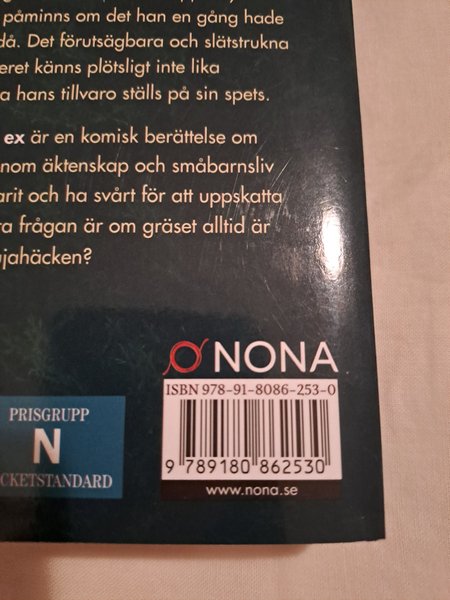 påminns om det han en gång hade
då. Det förutsägbara och slätstrukna
eret känns plötsligt inte lika
a hans tillvaro ställs på sin spets.
ex är en komisk berättelse om
nom äktenskap och småbarnsliv
arit och ha svårt för att uppskatta
ra frågan är om gräset alltid är
ujahäcken?
NONA
ISBN 978-91-8086-253-0
PRISGRUPP
N
CKETSTANDARD
9 789180 862530
www.nona.se